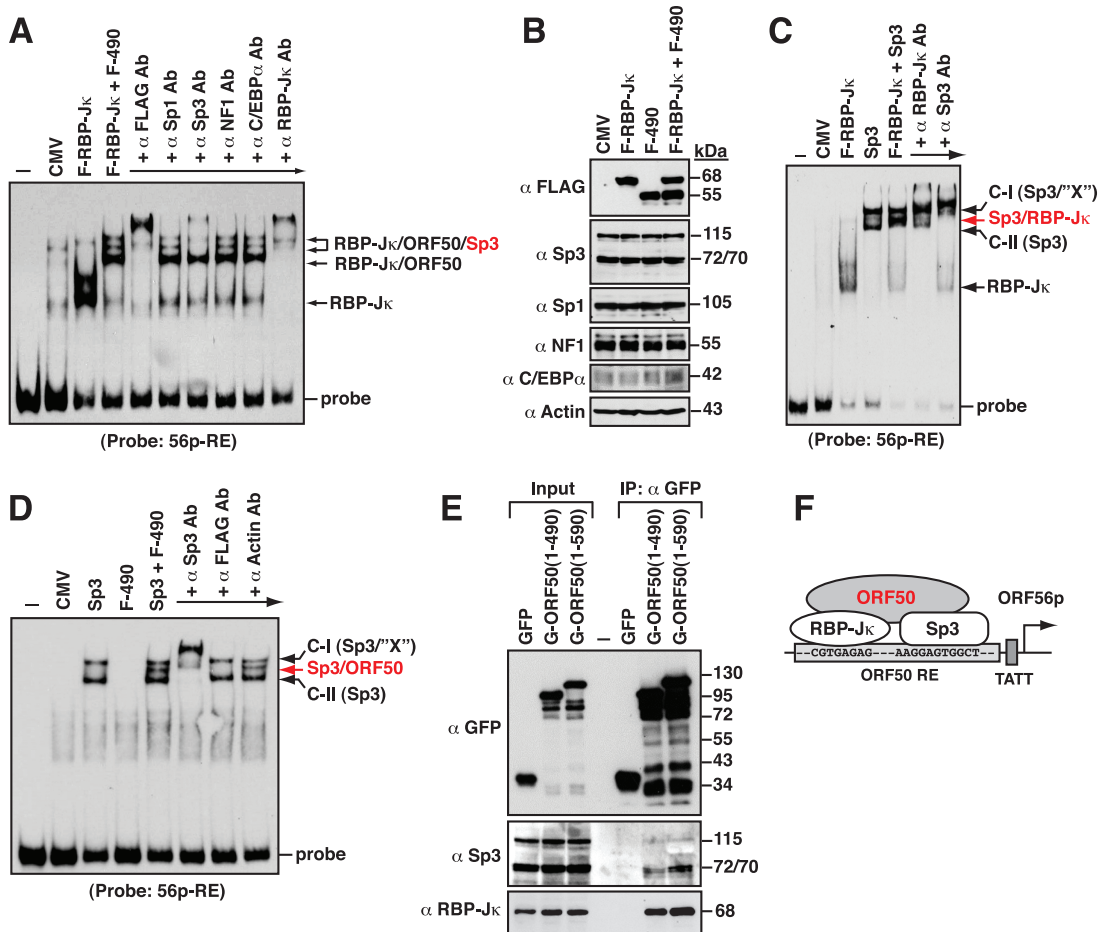 A
–
CMV
F-RBP-Jκ
F-RBP-Jκ + F-490
+ α FLAG Ab
+ α Sp1 Ab
+ α Sp3 Ab
+ α NF1 Ab
+ α C/EBPα Ab
+ α RBP-Jκ Ab
RBP-Jκ/ORF50/Sp3
RBP-Jκ/ORF50
RBP-Jκ
probe
(Probe: 56p-RE)
B
CMV
F-RBP-Jκ
F-490
F-RBP-Jκ + F-490
kDa
α FLAG
68
55
α Sp3
115
72/70
α Sp1
105
α NF1
55
α C/EBPα
42
α Actin
43
C
–
CMV
F-RBP-Jκ
Sp3
F-RBP-Jκ + Sp3
+ α RBP-Jκ Ab
+ α Sp3 Ab
C-I (Sp3/"X")
Sp3/RBP-Jκ
C-II (Sp3)
RBP-Jκ
probe
(Probe: 56p-RE)
D
–
CMV
Sp3
F-490
Sp3 + F-490
+ α Sp3 Ab
+ α FLAG Ab
+ α Actin Ab
C-I (Sp3/"X")
Sp3/ORF50
C-II (Sp3)
probe
(Probe: 56p-RE)
E
Input
IP: α GFP
GFP
G-ORF50(1-490)
G-ORF50(1-590)
–
GFP
G-ORF50(1-490)
G-ORF50(1-590)
α GFP
130
95
72
55
43
34
α Sp3
115
72/70
α RBP-Jκ
68
F
ORF50
ORF56p
RBP-Jκ
Sp3
---CGTGAGAG----AAGGAGTGGCT---
ORF50 RE
TATT